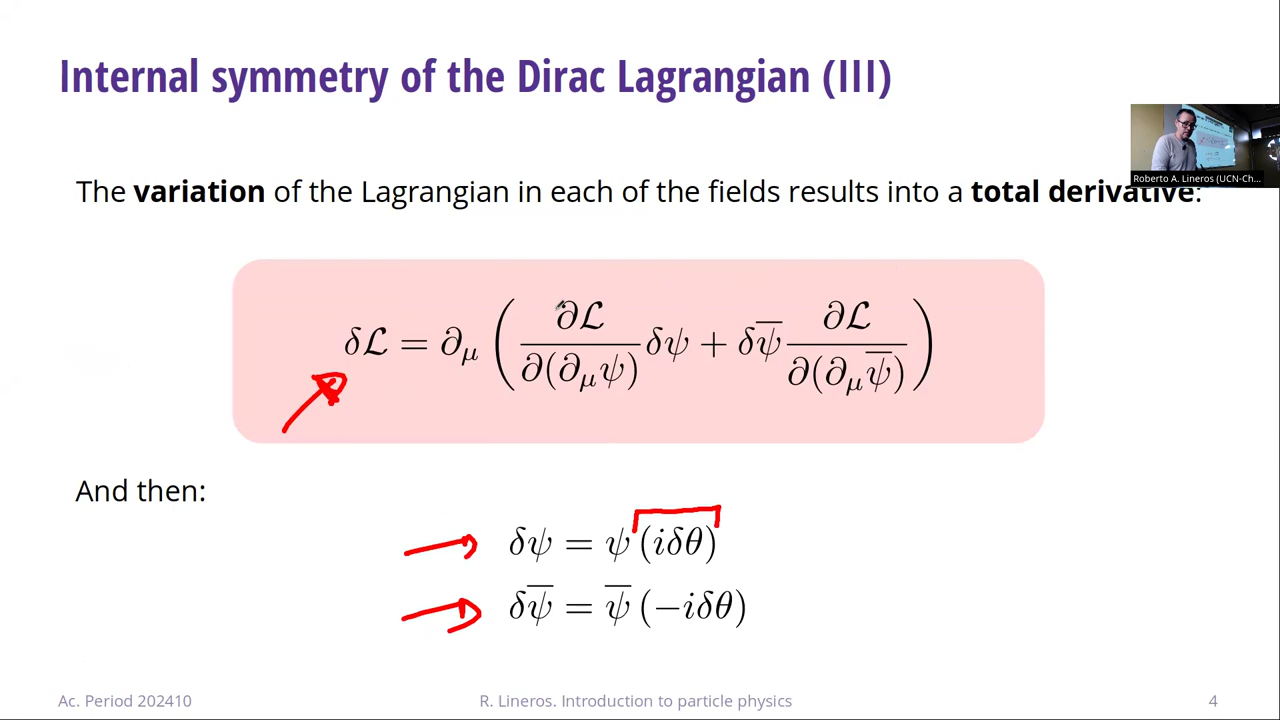 Internal symmetry of the Dirac Lagrangian (III)
Roberto A. Lineros (UCN-Ch...
The variation of the Lagrangian in each of the fields results into a total derivative:
δℒ = ∂_μ ( ∂ℒ/∂(∂_μψ) δψ + δψ̅ ∂ℒ/∂(∂_μψ̅) )
And then:
δψ = ψ (iδθ)
δψ̅ = ψ̅ (−iδθ)
Ac. Period 202410
R. Lineros. Introduction to particle physics
4